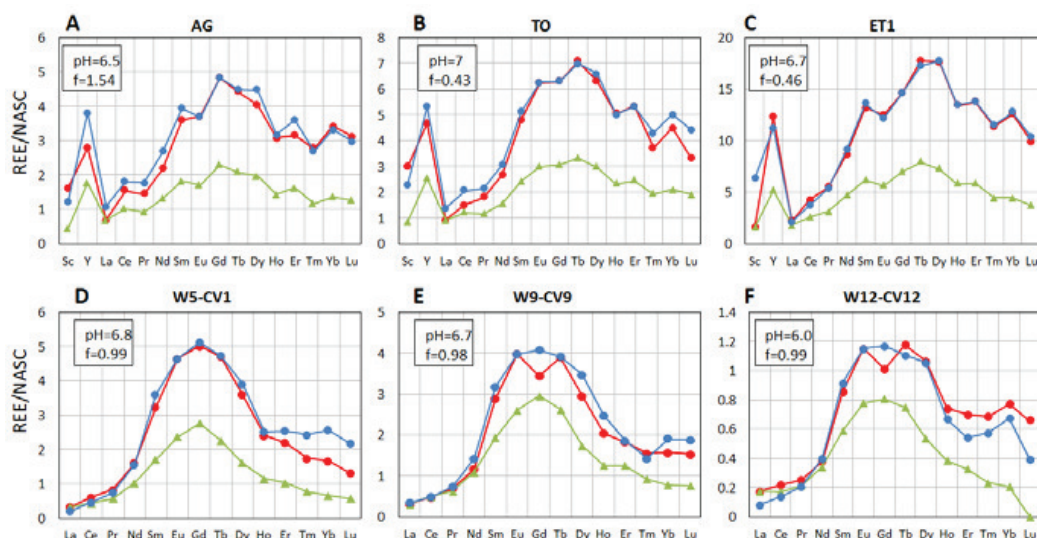 A AG
REE/NASC
6
5
4
3
2
1
0
pH=6.5
f=1.54
Sc Y La Ce Pr Nd Sm Eu Gd Tb Dy Ho Er Tm Yb Lu
B TO
8
7
6
5
4
3
2
1
0
pH=7
f=0.43
Sc Y La Ce Pr Nd Sm Eu Gd Tb Dy Ho Er Tm Yb Lu
C ET1
20
15
10
5
0
pH=6.7
f=0.46
Sc Y La Ce Pr Nd Sm Eu Gd Tb Dy Ho Er Tm Yb Lu
D W5-CV1
REE/NASC
6
5
4
3
2
1
0
pH=6.8
f=0.99
La Ce Pr Nd Sm Eu Gd Tb Dy Ho Er Tm Yb Lu
E W9-CV9
5
4
3
2
1
0
pH=6.7
f=0.98
La Ce Pr Nd Sm Eu Gd Tb Dy Ho Er Tm Yb Lu
F W12-CV12
1.4
1.2
1
0.8
0.6
0.4
0.2
0
pH=6.0
f=0.99
La Ce Pr Nd Sm Eu Gd Tb Dy Ho Er Tm Yb Lu